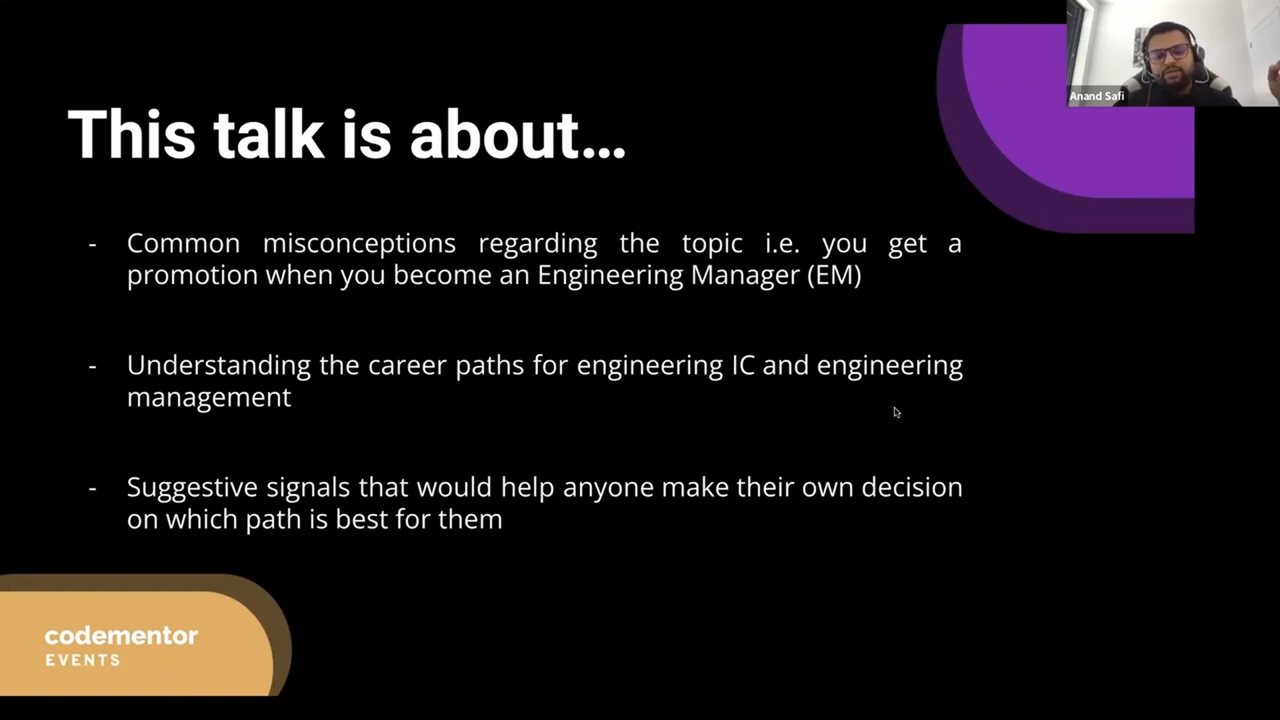 Anand Safi
This talk is about...
- Common misconceptions regarding the topic i.e. you get a
promotion when you become an Engineering Manager (EM)
- Understanding the career paths for engineering IC and engineering
management
- Suggestive signals that would help anyone make their own decision
on which path is best for them
codementor
EVENTS